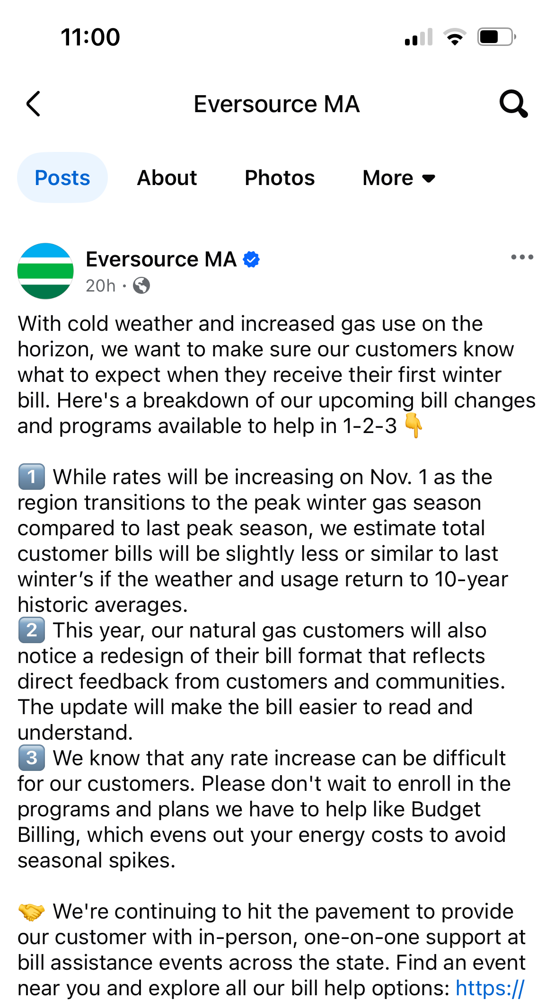 11:00
Eversource MA
Posts About Photos More
Eversource MA
20h ·
With cold weather and increased gas use on the
horizon, we want to make sure our customers know
what to expect when they receive their first winter
bill. Here's a breakdown of our upcoming bill changes
and programs available to help in 1-2-3 👇
1️⃣ While rates will be increasing on Nov. 1 as the
region transitions to the peak winter gas season
compared to last peak season, we estimate total
customer bills will be slightly less or similar to last
winter’s if the weather and usage return to 10-year
historic averages.
2️⃣ This year, our natural gas customers will also
notice a redesign of their bill format that reflects
direct feedback from customers and communities.
The update will make the bill easier to read and
understand.
3️⃣ We know that any rate increase can be difficult
for our customers. Please don't wait to enroll in the
programs and plans we have to help like Budget
Billing, which evens out your energy costs to avoid
seasonal spikes.
🤝 We're continuing to hit the pavement to provide
our customer with in-person, one-on-one support at
bill assistance events across the state. Find an event
near you and explore all our bill help options: https://